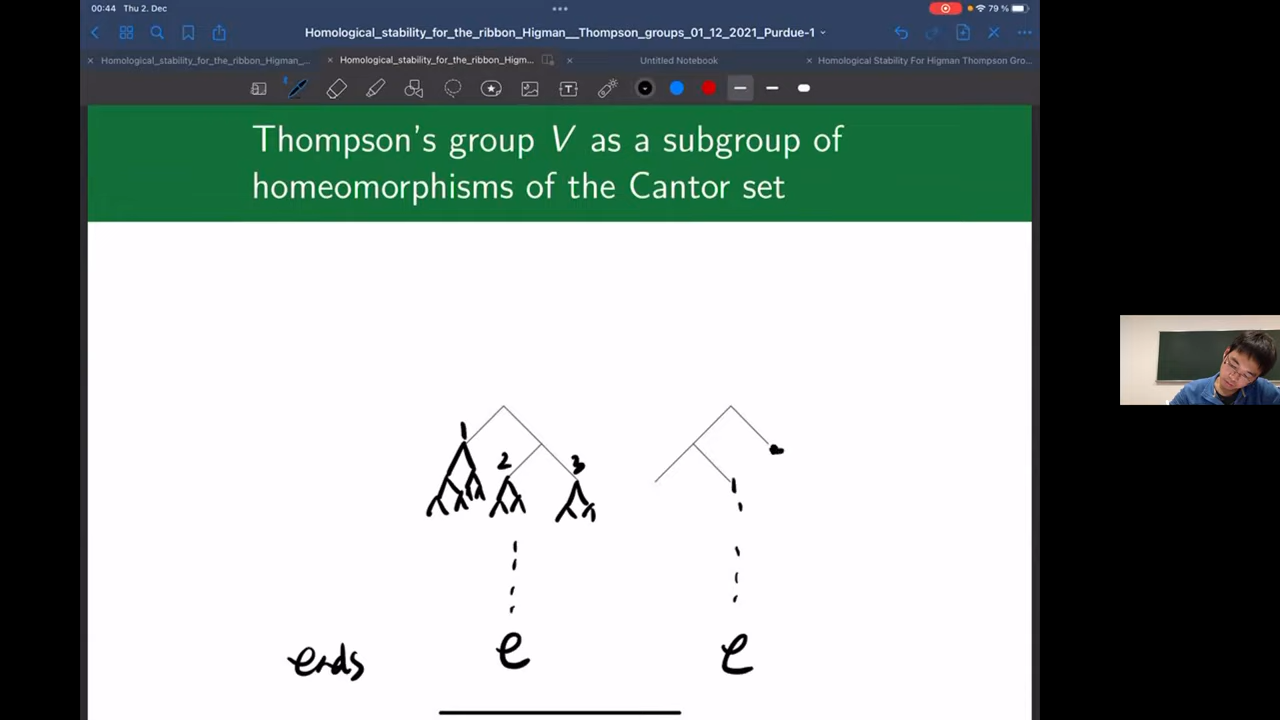 00:44 Thu 2. Dec
79 %
Homological_stability_for_the_ribbon_Higman__Thompson_groups_01_12_2021_Purdue-1
Homological_stability_for_the_ribbon_Higman_...
Homological_stability_for_the_ribbon_Higm...
Untitled Notebook
Homological Stability For Higman Thompson Gro...
Thompson's group V as a subgroup of
homeomorphisms of the Cantor set
1
2 3
1
ends e e